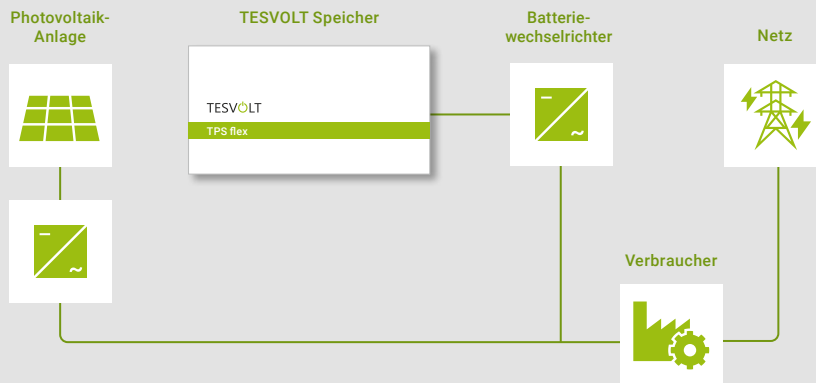 Photovoltaik-
Anlage
TESVOLT Speicher
Batterie-
wechselrichter
Netz
TESVOLT
TPS flex
Verbraucher